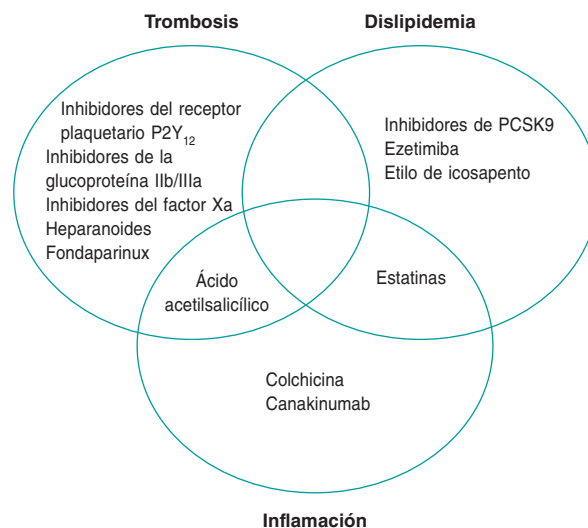 Trombosis
Dislipidemia
Inhibidores del receptor
plaquetario P2Y12
Inhibidores de la
glucoproteína IIb/IIIa
Inhibidores del factor Xa
Heparanoides
Fondaparinux
Inhibidores de PCSK9
Ezetimiba
Etilo de icosapento
Ácido
acetilsalicílico
Estatinas
Colchicina
Canakinumab
Inflamación